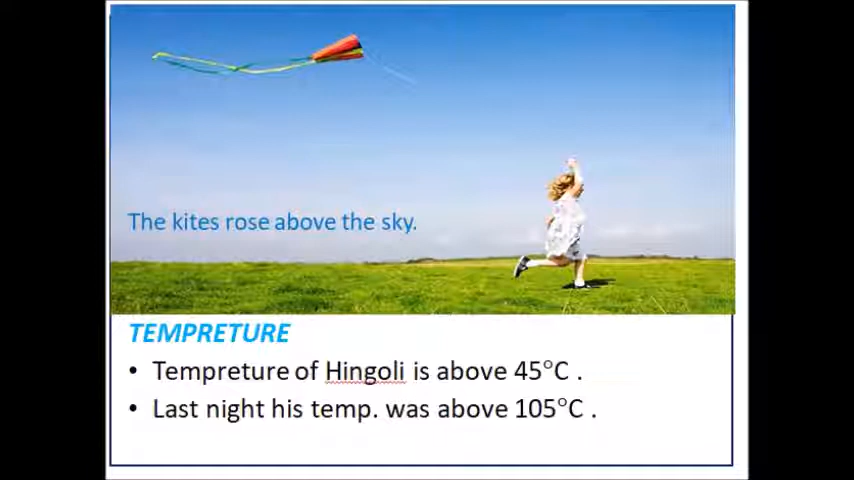 The kites rose above the sky.
TEMPRETURE
• Tempreture of Hingoli is above 45°C .
• Last night his temp. was above 105°C .